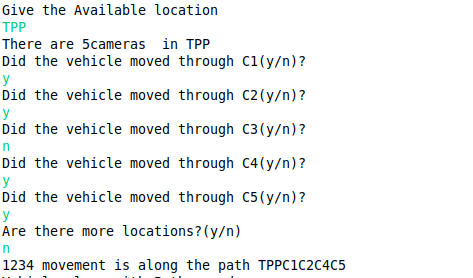 Give the Available location
TPP
There are 5cameras  in TPP
Did the vehicle moved through C1(y/n)?
y
Did the vehicle moved through C2(y/n)?
y
Did the vehicle moved through C3(y/n)?
n
Did the vehicle moved through C4(y/n)?
y
Did the vehicle moved through C5(y/n)?
y
Are there more locations?(y/n)
n
1234 movement is along the path TPPC1C2C4C5